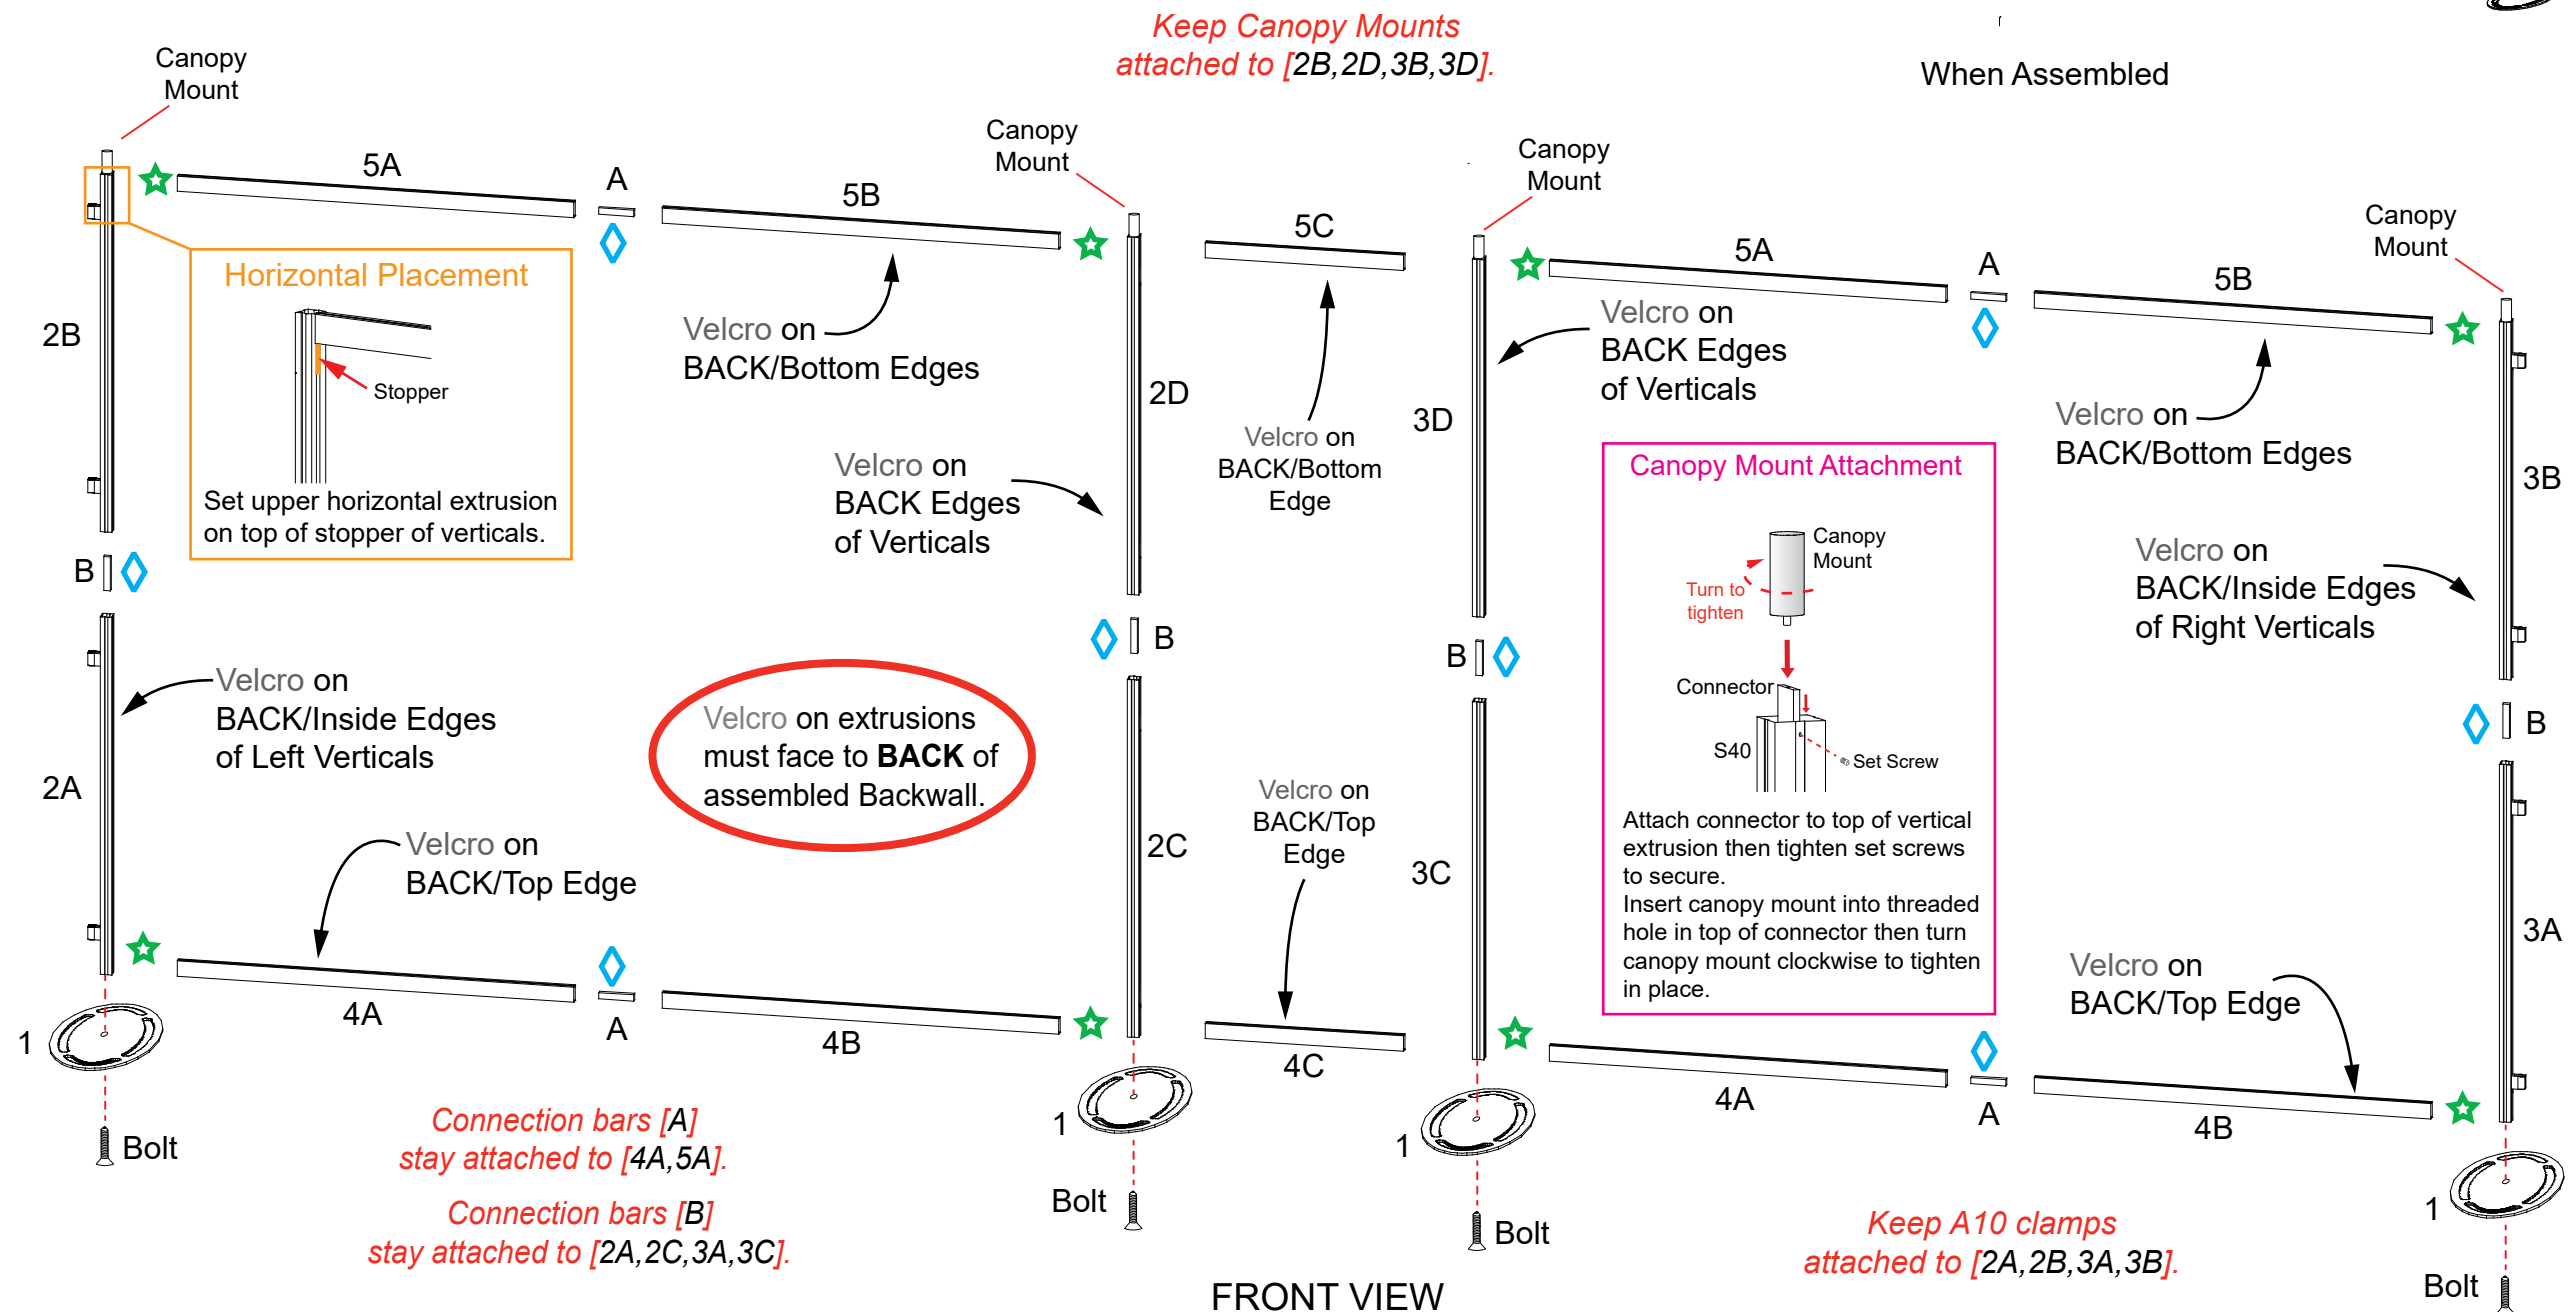 Keep Canopy Mounts
attached to [2B,2D,3B,3D].
When Assembled
Canopy
Mount
Canopy
Mount
Canopy
Mount
Canopy
Mount
5A
A
5B
5C
5A
A
5B
Horizontal Placement
Stopper
Set upper horizontal extrusion
on top of stopper of verticals.
2B
Velcro on
BACK/Bottom Edges
2D
Velcro on
BACK Edges
of Verticals
Velcro on
BACK/Bottom
Edge
3D
Velcro on
BACK Edges
of Verticals
Velcro on
BACK/Bottom Edges
3B
Velcro on
BACK/Inside Edges
of Right Verticals
Canopy Mount Attachment
Canopy
Mount
Turn to
tighten
Connector
S40
Set Screw
Attach connector to top of vertical
extrusion then tighten set screws
to secure.
Insert canopy mount into threaded
hole in top of connector then turn
canopy mount clockwise to tighten
in place.
B
B
B
B
Velcro on
BACK/Inside Edges
of Left Verticals
Velcro on extrusions
must face to BACK of
assembled Backwall.
2A
Velcro on
BACK/Top Edge
2C
Velcro on
BACK/Top
Edge
3C
Velcro on
BACK/Top Edge
3A
4A
A
4B
4C
4A
A
4B
1
Bolt
1
Bolt
1
Bolt
1
Bolt
Connection bars [A]
stay attached to [4A,5A].
Connection bars [B]
stay attached to [2A,2C,3A,3C].
Keep A10 clamps
attached to [2A,2B,3A,3B].
FRONT VIEW